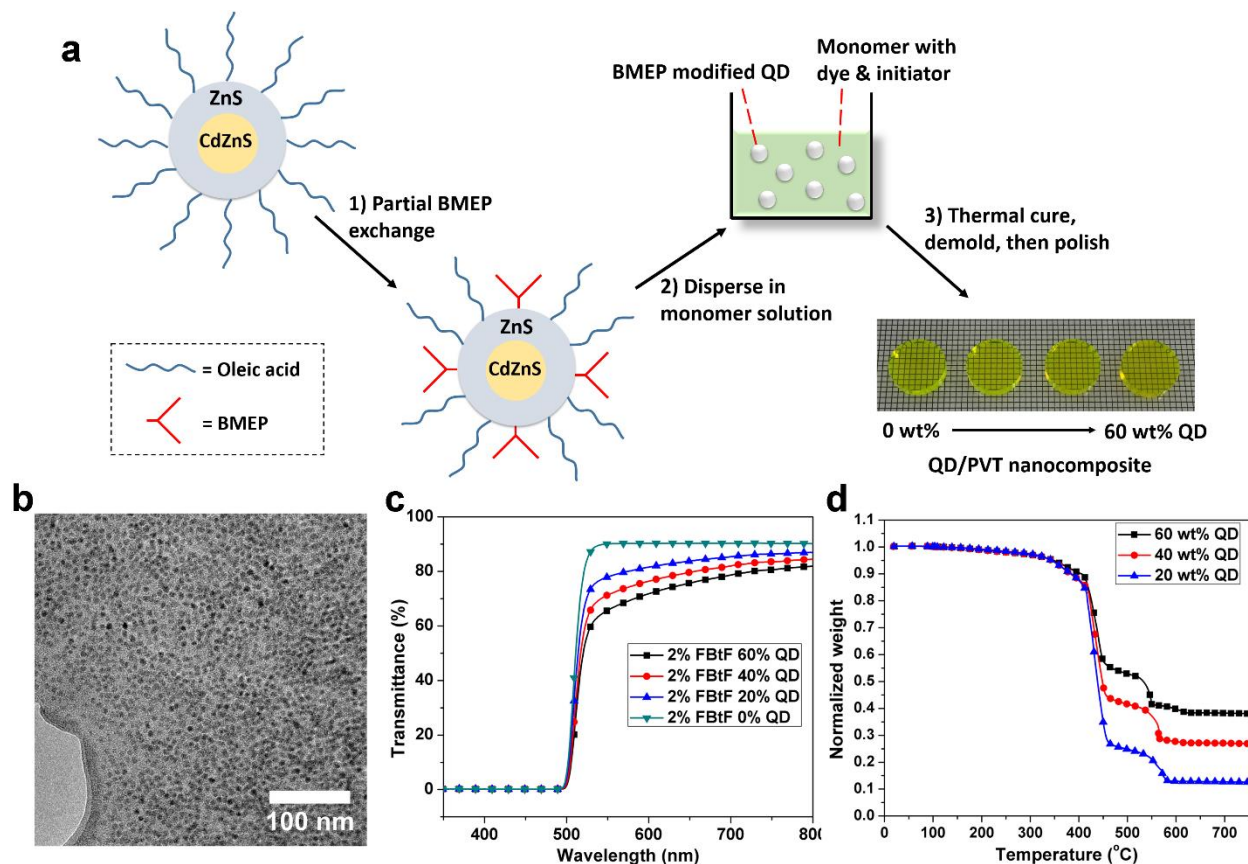 a
ZnS
CdZnS
1) Partial BMEP
exchange
BMEP modified QD
Monomer with
dye & initiator
ZnS
CdZnS
2) Disperse in
monomer solution
3) Thermal cure,
demold, then polish
= Oleic acid
= BMEP
0 wt%
60 wt% QD
QD/PVT nanocomposite
b
100 nm
c
Transmittance (%)
100
80
60
40
20
0
2% FBtF 60% QD
2% FBtF 40% QD
2% FBtF 20% QD
2% FBtF 0% QD
400 500 600 700 800
Wavelength (nm)
d
Normalized weight
1.1
1.0
0.9
0.8
0.7
0.6
0.5
0.4
0.3
0.2
0.1
0.0
60 wt% QD
40 wt% QD
20 wt% QD
0 100 200 300 400 500 600 700
Temperature (°C)